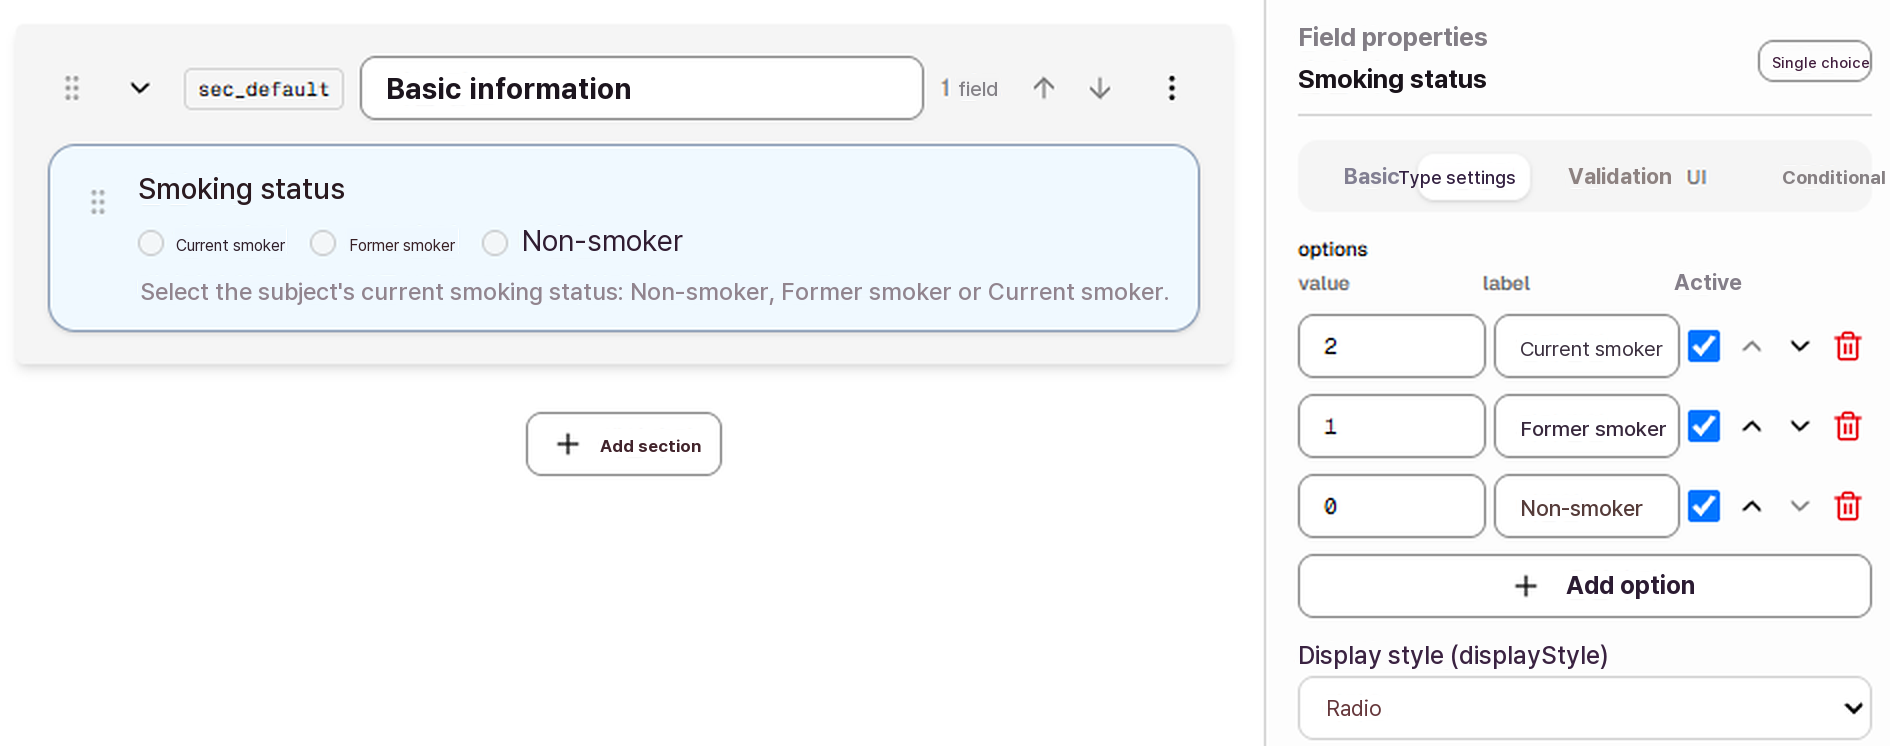 sec_default Basic information 1 field
Smoking status
Current smoker Former smoker Non-smoker
Select the subject's current smoking status: Non-smoker, Former smoker or Current smoker.
Add section
Field properties
Smoking status
Single choice
Basic Type settings Validation UI Conditional
options
value label Active
2 Current smoker
1 Former smoker
0 Non-smoker
Add option
Display style (displayStyle)
Radio